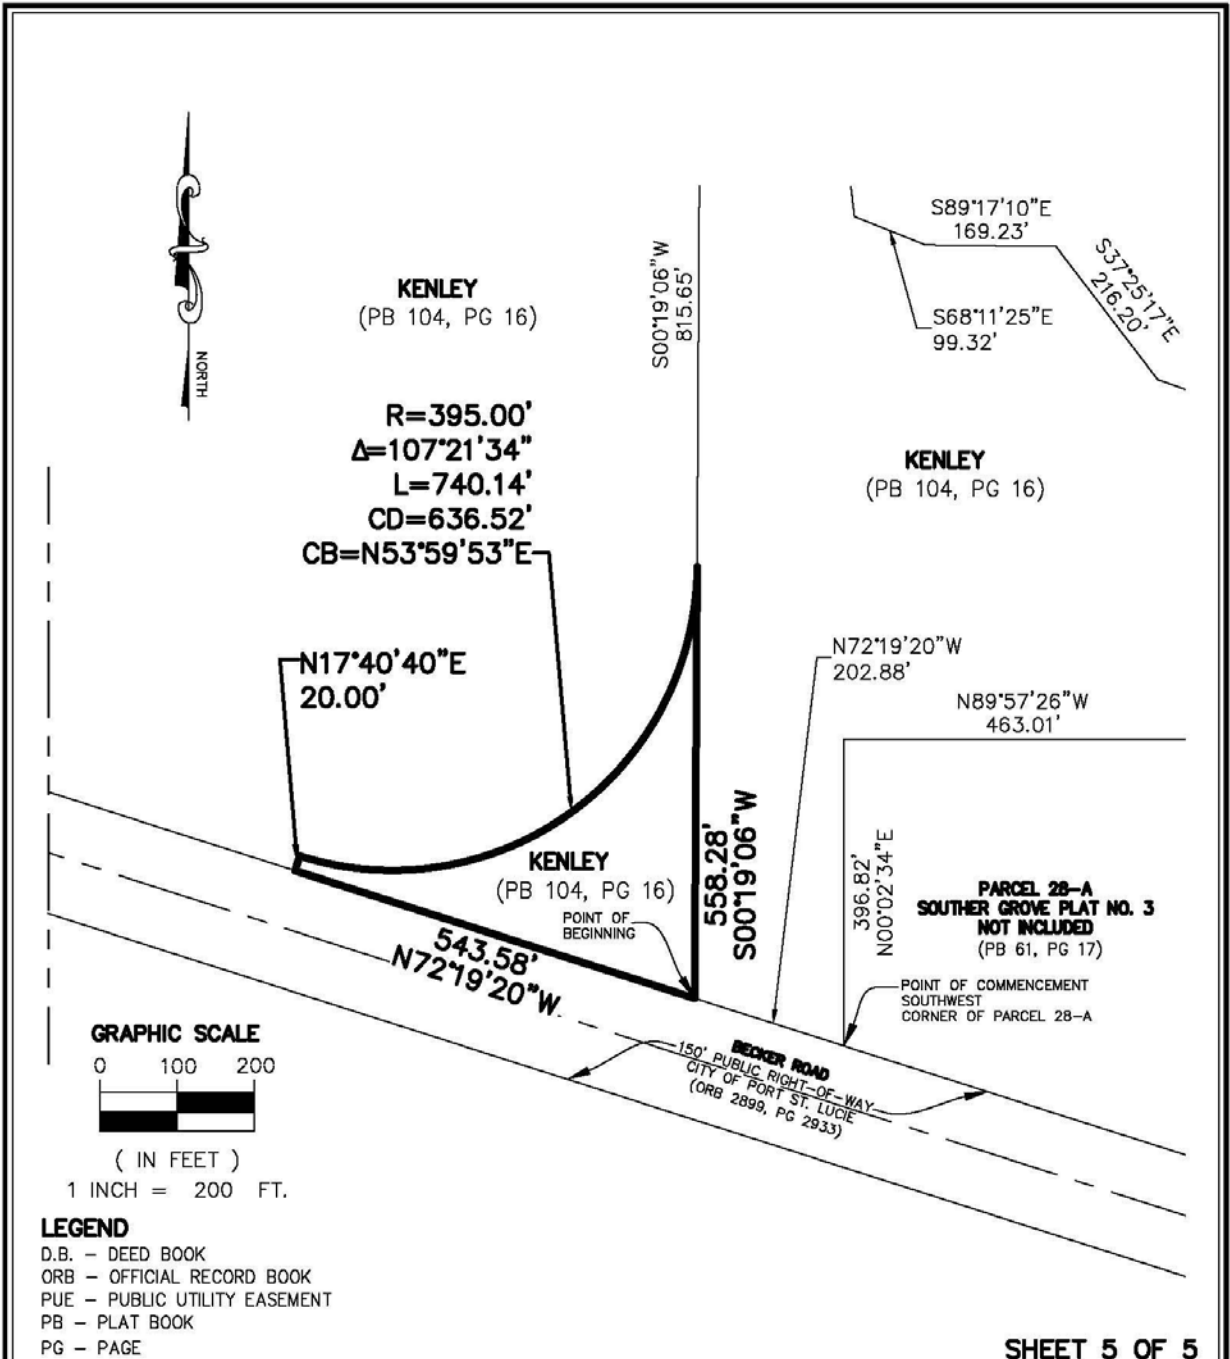 NORTH
KENLEY
(PB 104, PG 16)
S00°19'06"W
815.65'
S89°17'10"E
169.23'
S37°25'17"E
216.20'
S68°11'25"E
99.32'
R=395.00'
Δ=107°21'34"
L=740.14'
CD=636.52'
CB=N53°59'53"E
KENLEY
(PB 104, PG 16)
N17°40'40"E
20.00'
N72°19'20"W
202.88'
N89°57'26"W
463.01'
KENLEY
(PB 104, PG 16)
POINT OF
BEGINNING
558.28'
S00°19'06"W
543.58'
N72°19'20"W
396.82'
N00°02'34"E
PARCEL 28-A
SOUTHER GROVE PLAT NO. 3
NOT INCLUDED
(PB 61, PG 17)
POINT OF COMMENCEMENT
SOUTHWEST
CORNER OF PARCEL 28-A
BECKER ROAD
150' PUBLIC RIGHT-OF-WAY
CITY OF PORT ST. LUCIE
(ORB 2899, PG 2933)
GRAPHIC SCALE
0 100 200
( IN FEET )
1 INCH = 200 FT.
LEGEND
D.B. - DEED BOOK
ORB - OFFICIAL RECORD BOOK
PUE - PUBLIC UTILITY EASEMENT
PB - PLAT BOOK
PG - PAGE
SHEET 5 OF 5